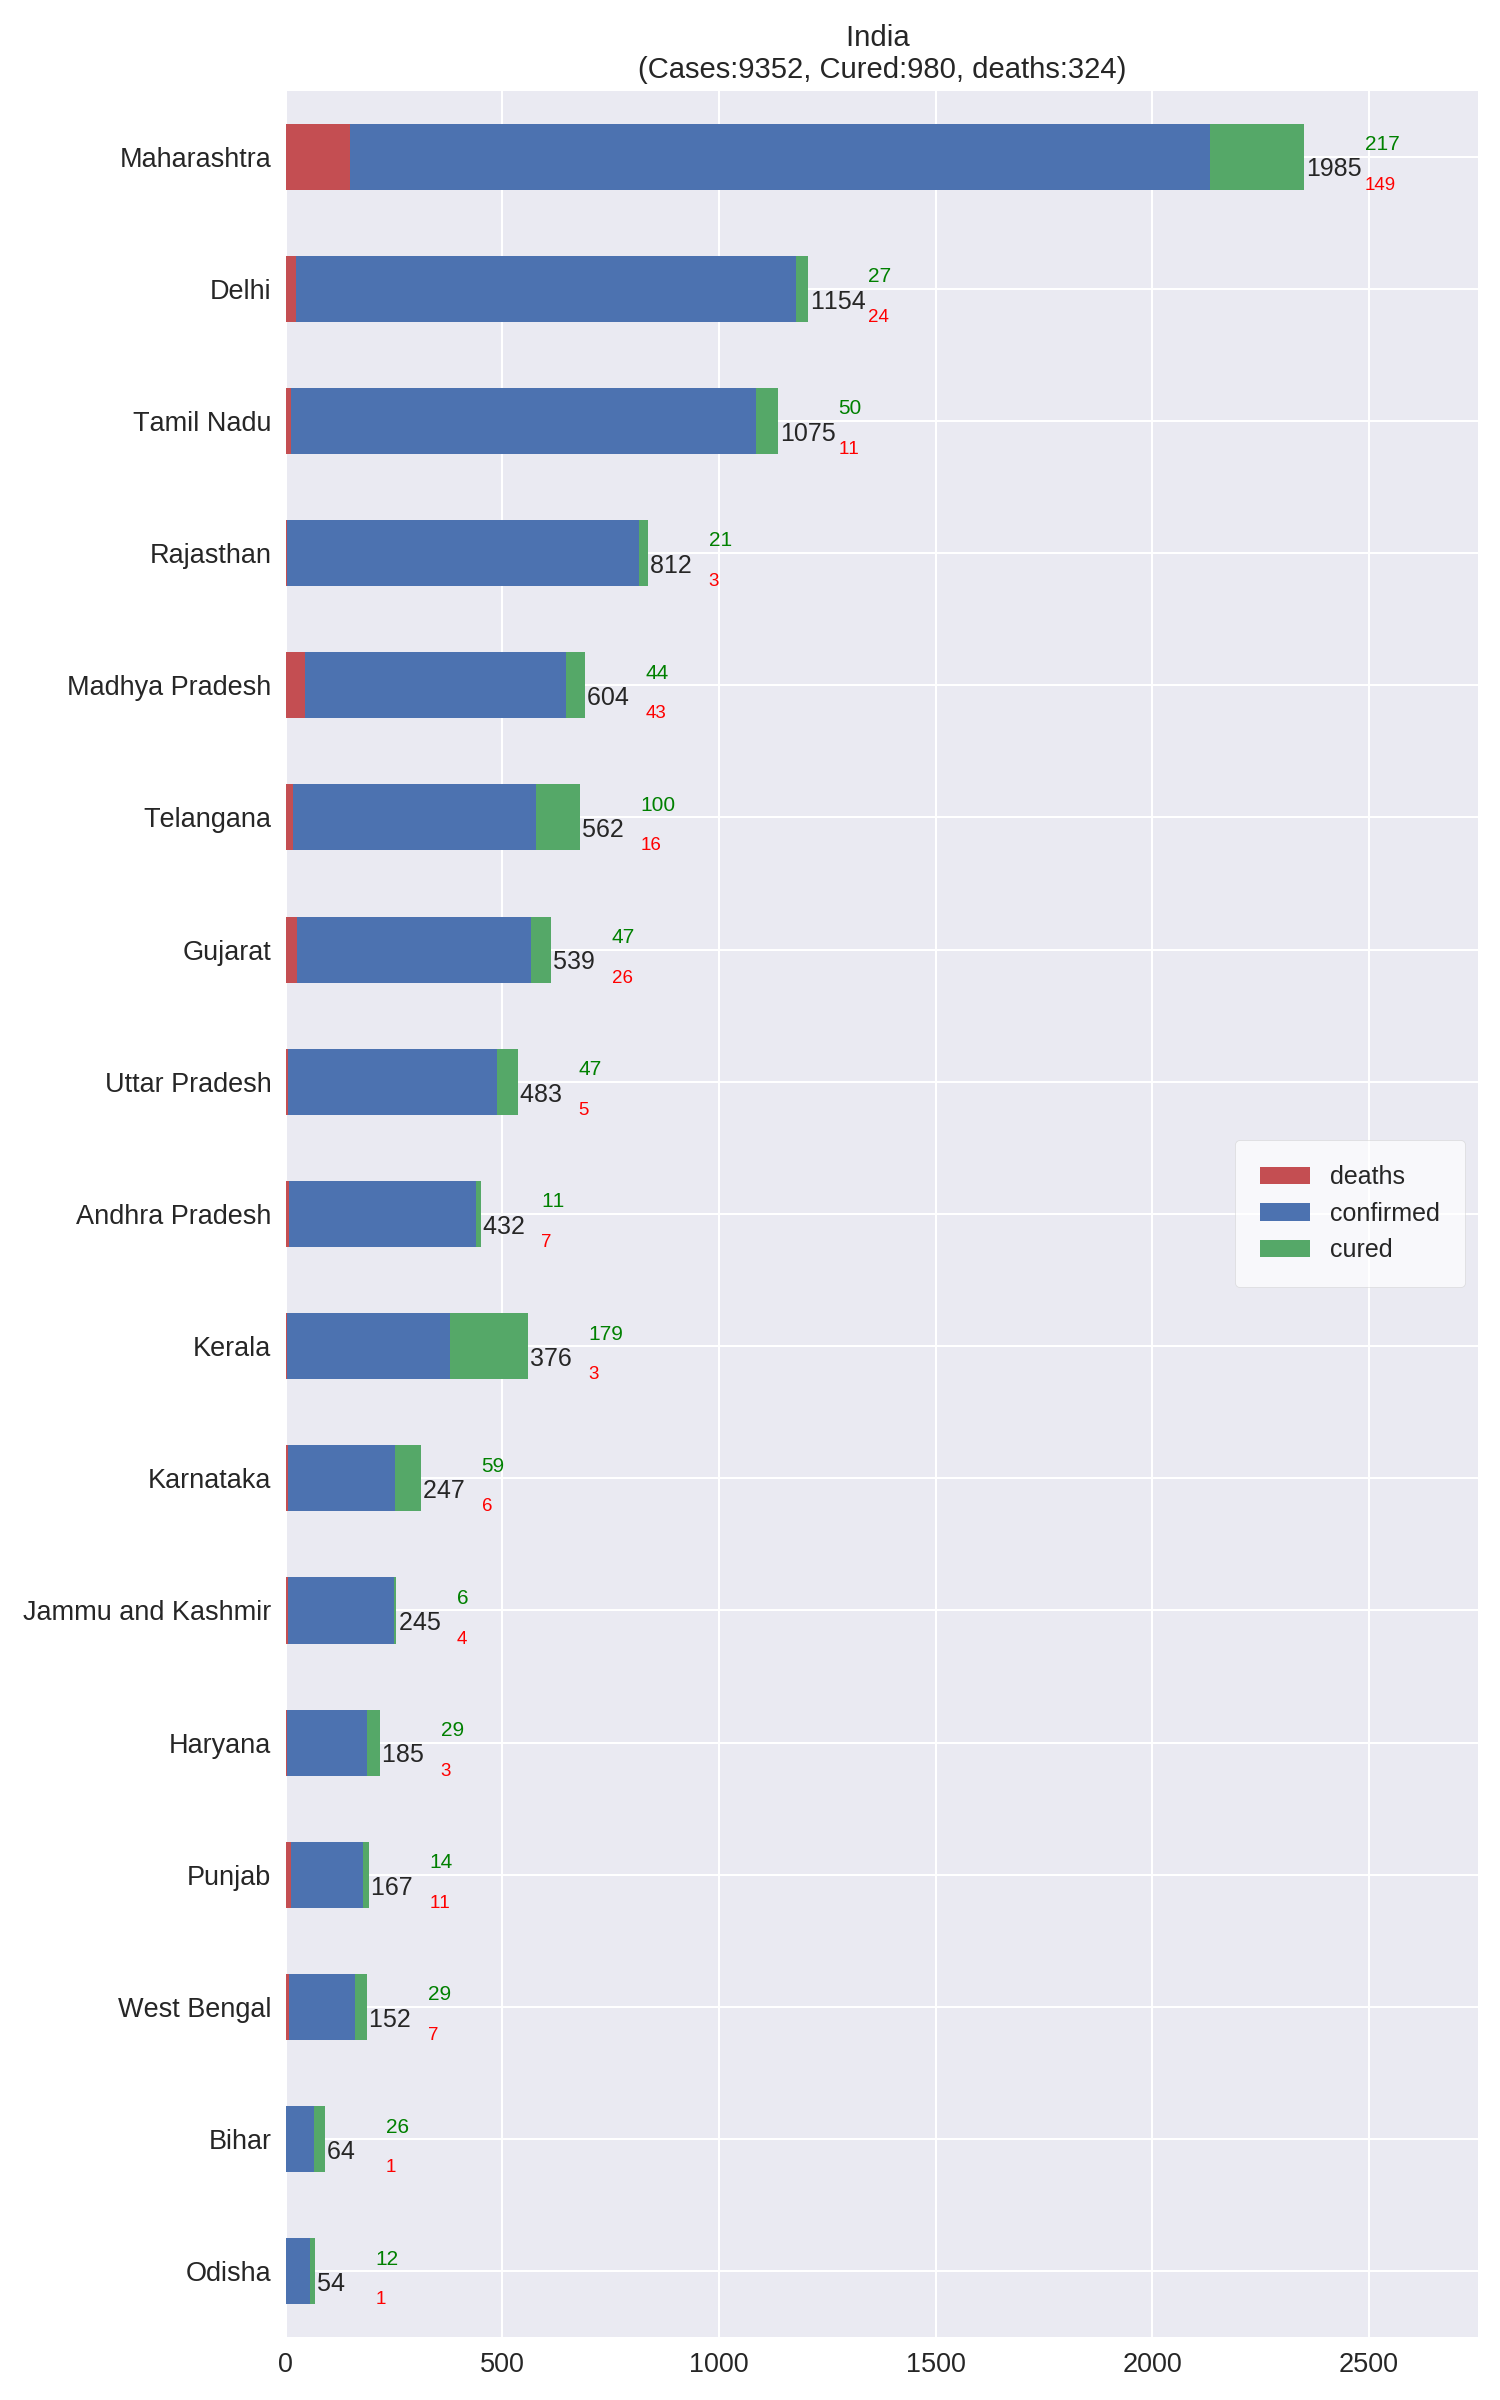 India
(Cases:9352, Cured:980, deaths:324)
Maharashtra
1985
217
149
Delhi
1154
27
24
Tamil Nadu
1075
50
11
Rajasthan
812
21
3
Madhya Pradesh
604
44
43
Telangana
562
100
16
Gujarat
539
47
26
Uttar Pradesh
483
47
5
Andhra Pradesh
432
11
7
deaths
confirmed
cured
Kerala
376
179
3
Karnataka
247
59
6
Jammu and Kashmir
245
6
4
Haryana
185
29
3
Punjab
167
14
11
West Bengal
152
29
7
Bihar
64
26
1
Odisha
54
12
1
0 500 1000 1500 2000 2500